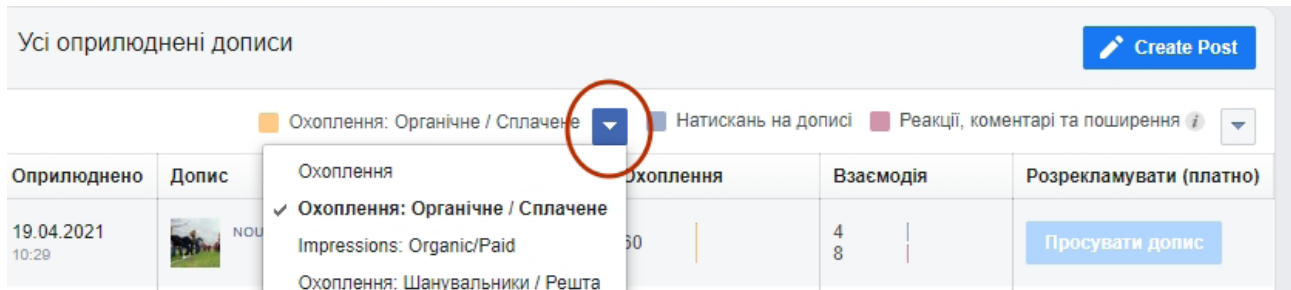 Усі оприлюднені дописи
Create Post
Охоплення: Органічне / Сплачене
Натискань на дописі
Реакції, коментарі та поширення i
Охоплення
Охоплення: Органічне / Сплачене
Impressions: Organic/Paid
Охоплення: Шанувальники / Решта
Оприлюднено Допис Охоплення Взаємодія Розрекламувати (платно)
19.04.2021
10:29
4
8
Просувати допис